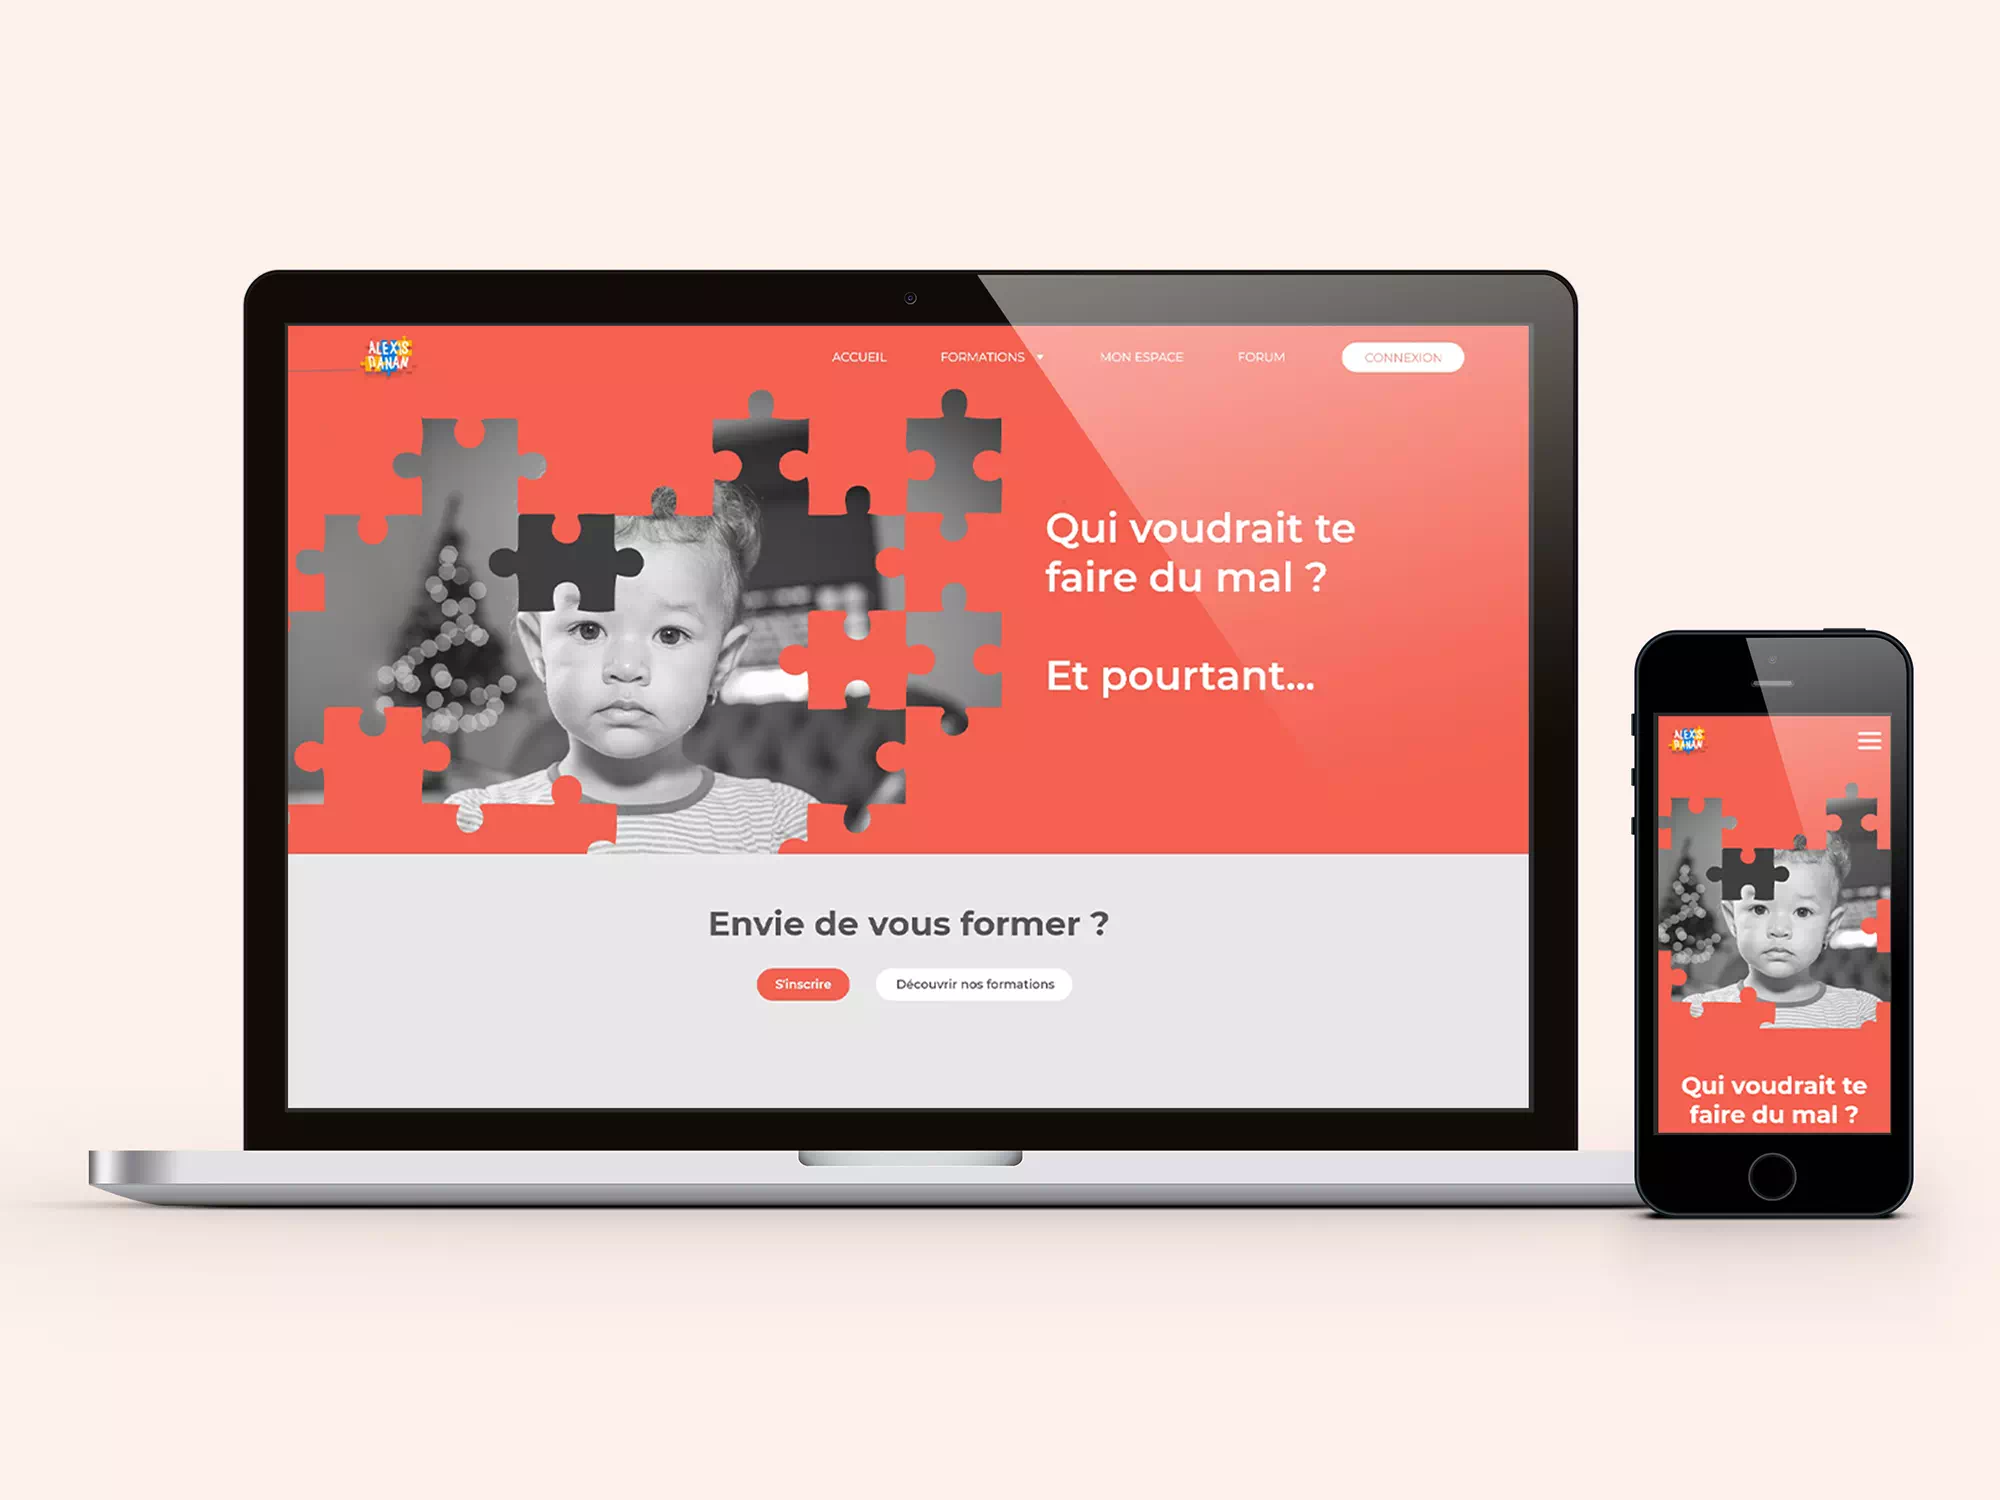 ALEXIS
DANAN
ACCUEIL
FORMATIONS
MON ESPACE
FORUM
CONNEXION
Qui voudrait te
faire du mal ?
Et pourtant...
Envie de vous former ?
S'inscrire
Découvrir nos formations
ALEXIS
DANAN
Qui voudrait te
faire du mal ?